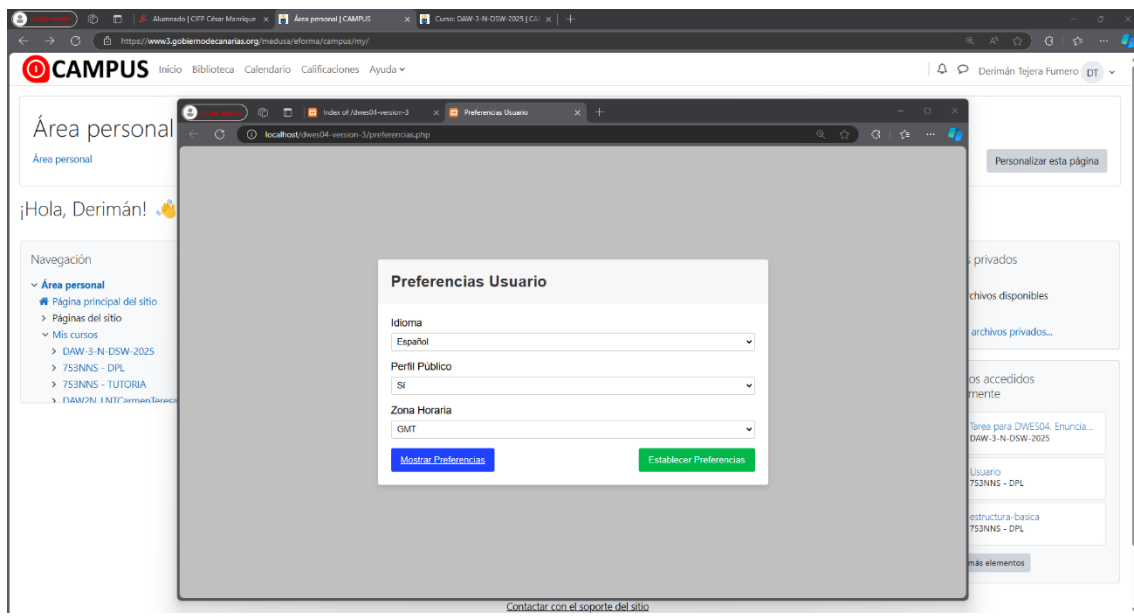 Alumnado | CIFP César Manrique
Área personal | CAMPUS
Curso: DAW-3-N-DSW-2025 | CA
https://www3.gobiernodecanarias.org/medusa/eforma/campus/my/
CAMPUS Inicio Biblioteca Calendario Calificaciones Ayuda
Derimán Tejera Fumero DT
Área personal
Área personal
Personalizar esta página
¡Hola, Derimán!
Navegación
Área personal
Página principal del sitio
Páginas del sitio
Mis cursos
DAW-3-N-DSW-2025
753NNS - DPL
753NNS - TUTORIA
DAW2N_LNTCarmenTeresa
Index of /dwes04-version-3
Preferencias Usuario
localhost/dwes04-version-3/preferencias.php
Preferencias Usuario
Idioma
Español
Perfil Público
Sí
Zona Horaria
GMT
Mostrar Preferencias
Establecer Preferencias
s privados
chivos disponibles
archivos privados...
os accedidos
mente
Tarea para DWES04. Enuncia...
DAW-3-N-DSW-2025
Usuario
753NNS - DPL
estructura-basica
753NNS - DPL
más elementos
Contactar con el soporte del sitio